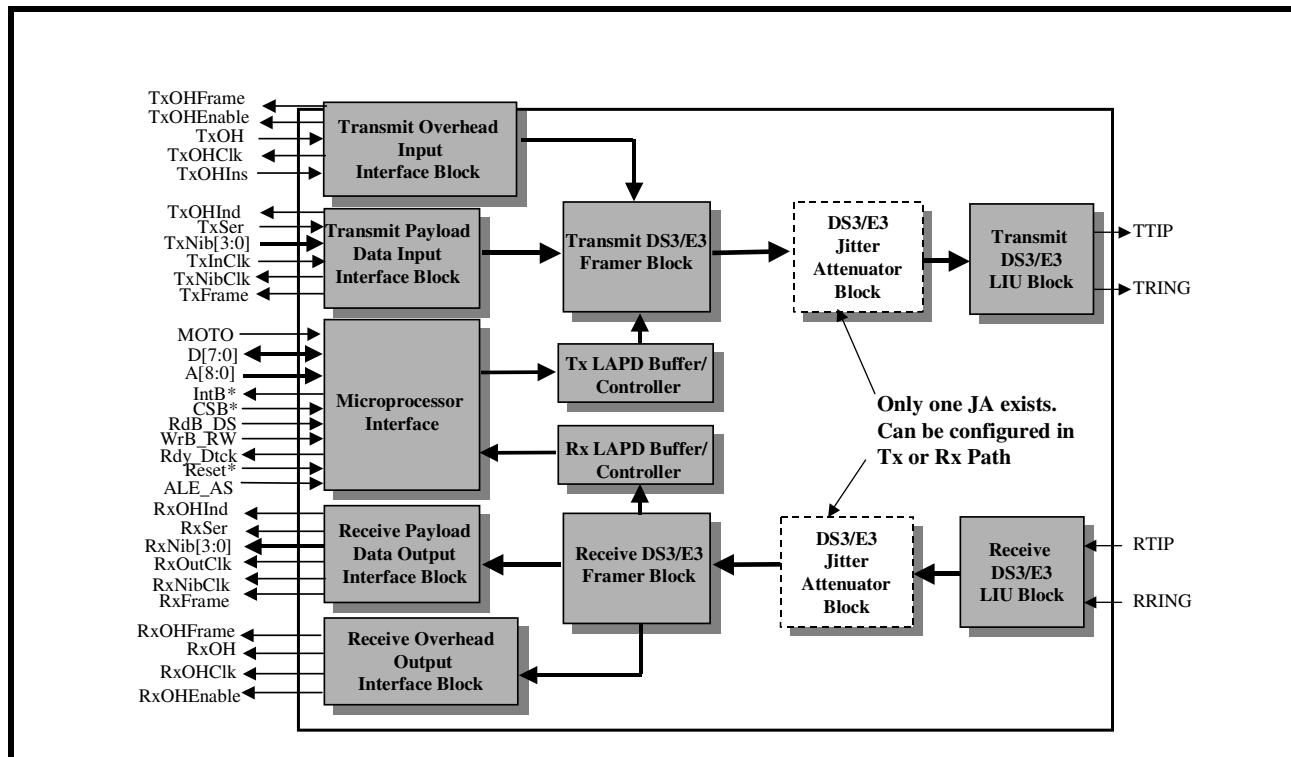 TxOHFrame
TxOHEnable
TxOH
TxOHClk
TxOHIns
Transmit Overhead
Input
Interface Block
TxOHInd
TxSer
TxNib[3:0]
TxInClk
TxNibClk
TxFrame
Transmit Payload
Data Input
Interface Block
Transmit DS3/E3
Framer Block
DS3/E3
Jitter
Attenuator
Block
Transmit
DS3/E3
LIU Block
TTIP
TRING
MOTO
D[7:0]
A[8:0]
IntB*
CSB*
RdB_DS
WrB_RW
Rdy_Dtck
Reset*
ALE_AS
Microprocessor
Interface
Tx LAPD Buffer/
Controller
Rx LAPD Buffer/
Controller
Only one JA exists.
Can be configured in
Tx or Rx Path
RxOHInd
RxSer
RxNib[3:0]
RxOutClk
RxNibClk
RxFrame
Receive Payload
Data Output
Interface Block
Receive DS3/E3
Framer Block
DS3/E3
Jitter
Attenuator
Block
Receive
DS3/E3
LIU Block
RTIP
RRING
RxOHFrame
RxOH
RxOHClk
RxOHEnable
Receive Overhead
Output
Interface Block